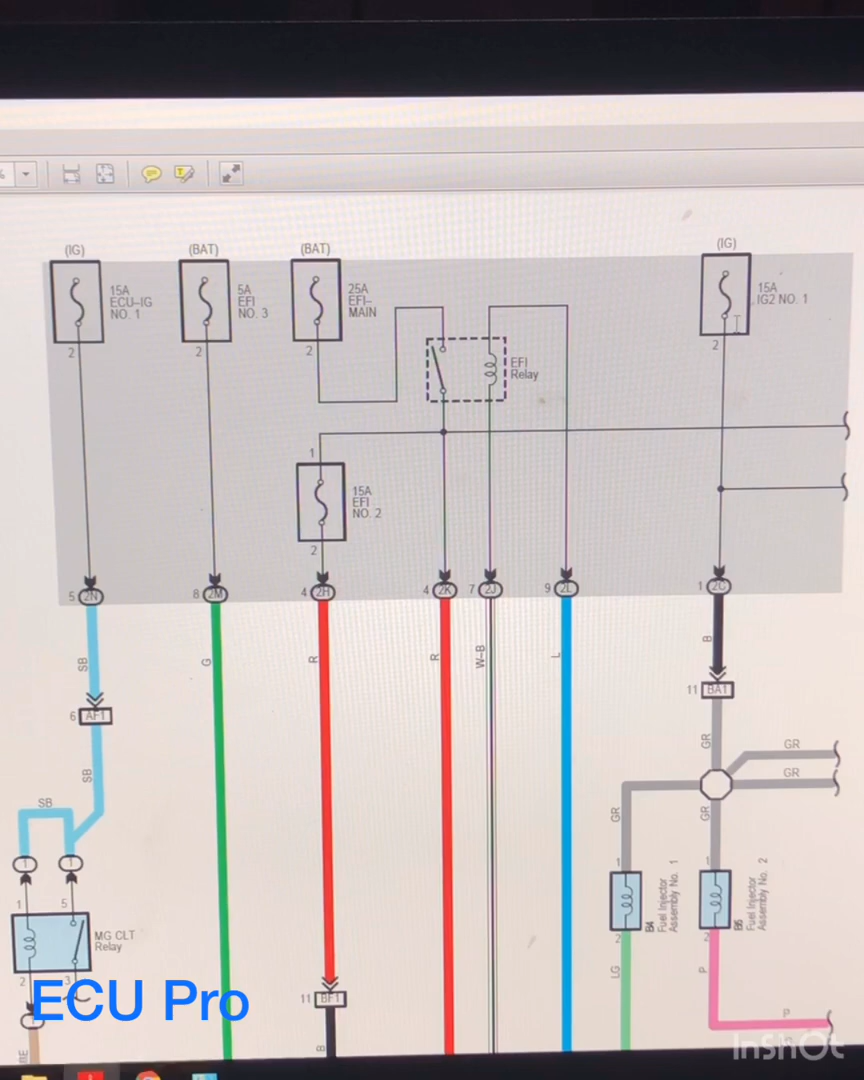 (IG)
(BAT)
(BAT)
(IG)
15A
ECU–IG
NO. 1
5A
EFI
NO. 3
25A
EFI–
MAIN
15A
IG2 NO. 1
2
2
2
2
EFI
Relay
1
15A
EFI
NO. 2
2
5 2N
8 2M
4 2H
4 2K
7 2J
9 2L
1 2C
SB
G
R
R
W–B
L
B
6 AF1
11 BA1
SB
GR
GR
GR
SB
GR
GR
1
1
1
5
MG CLT
Relay
2
3
1
1
1
B4
Fuel Injector
Assembly No. 1
B5
Fuel Injector
Assembly No. 2
2
2
LG
P
P
11 BF1
B
BE
ECU Pro
InShOt